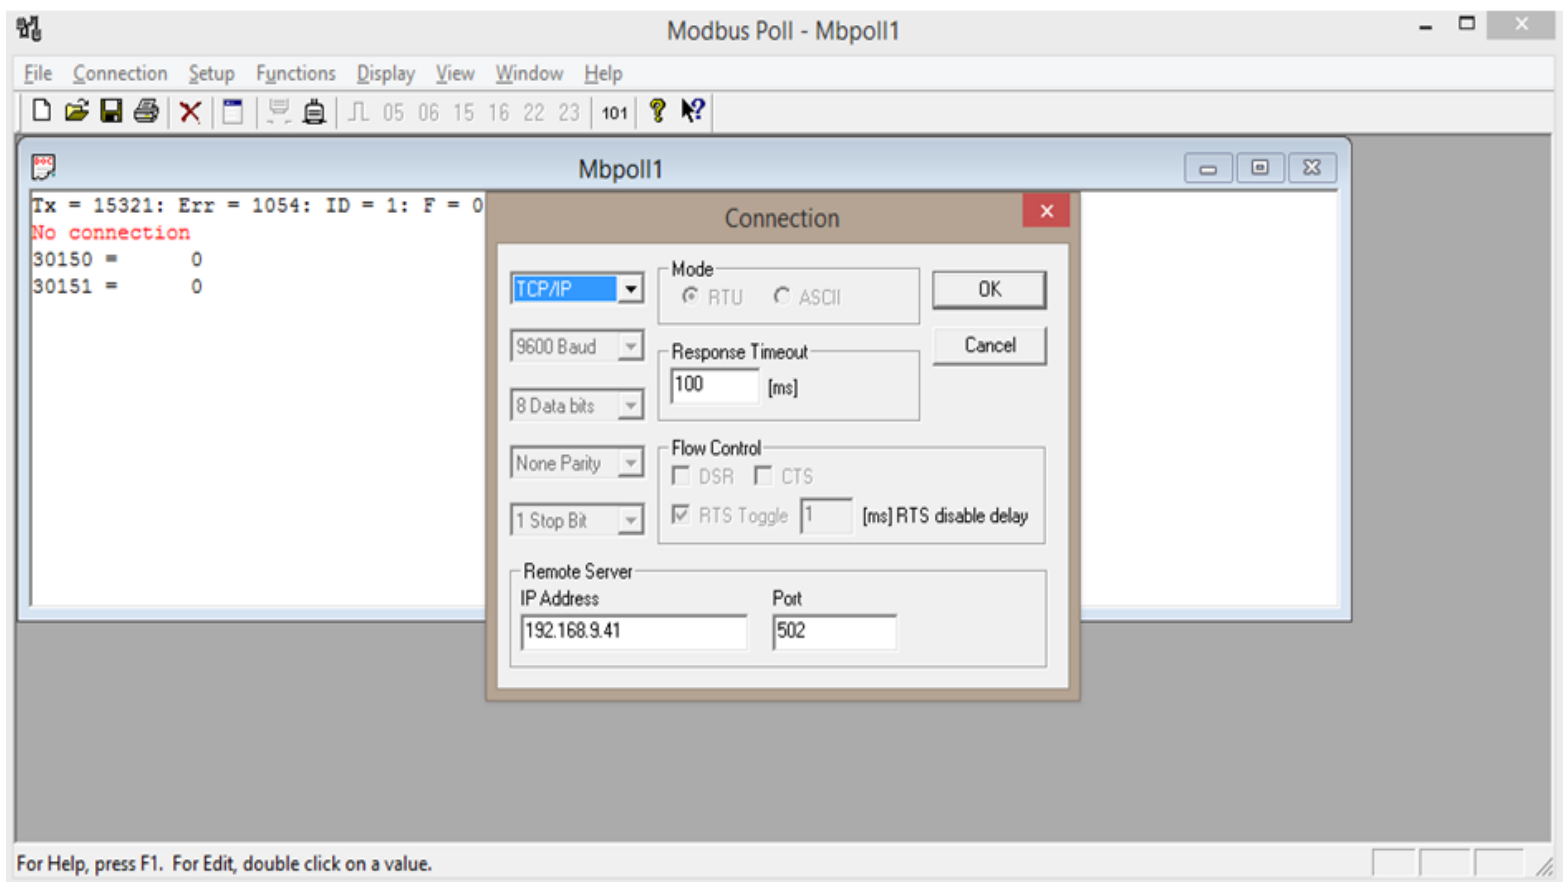 Modbus Poll - Mbpoll1
File Connection Setup Functions Display View Window Help
05 06 15 16 22 23 101
Mbpoll1
Tx = 15321: Err = 1054: ID = 1: F = 0
No connection
30150 = 0
30151 = 0
Connection
TCP/IP
Mode
RTU ASCII
OK
9600 Baud
Response Timeout
100 [ms]
Cancel
8 Data bits
None Parity
Flow Control
DSR CTS
1 Stop Bit
RTS Toggle 1 [ms] RTS disable delay
Remote Server
IP Address Port
192.168.9.41 502
For Help, press F1. For Edit, double click on a value.